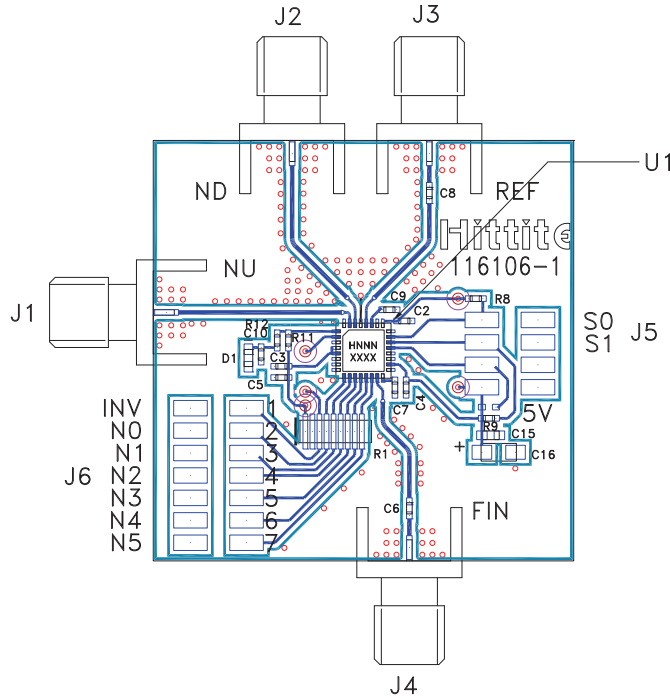 J2
J3
U1
ND
REF
C8
Hittite
116106-1
NU
J1
C9
C2
R8
S0
S1
J5
R12
C10
R11
D1
C3
C5
HNNN
XXXX
C7
C4
5V
R9
C15
+
C16
INV
N0
N1
N2
N3
N4
N5
J6
1
2
3
4
5
6
7
R1
C6
FIN
J4